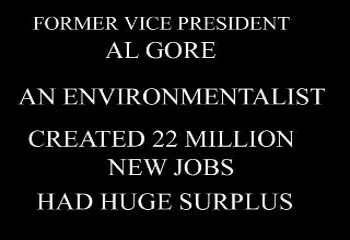 FORMER VICE PRESIDENT
AL GORE
AN ENVIRONMENTALIST
CREATED 22 MILLION
NEW JOBS
HAD HUGE SURPLUS